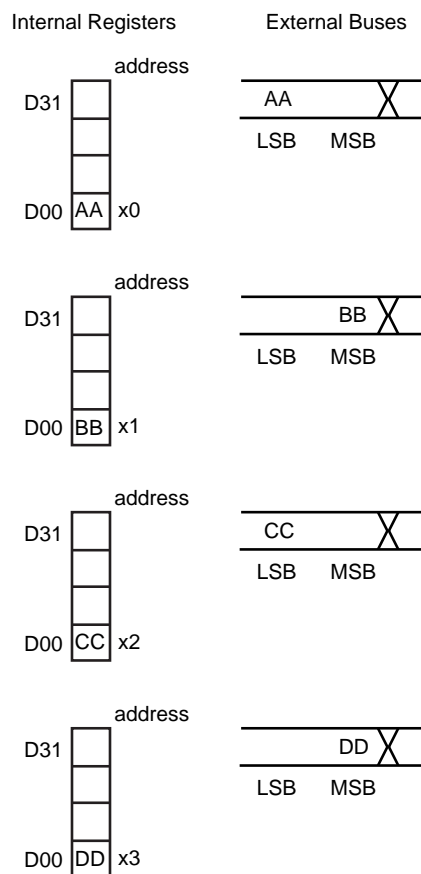 Internal Registers External Buses
address
D31 AA
LSB MSB
D00 AA x0
address
D31 BB
LSB MSB
D00 BB x1
address
D31 CC
LSB MSB
D00 CC x2
address
D31 DD
LSB MSB
D00 DD x3